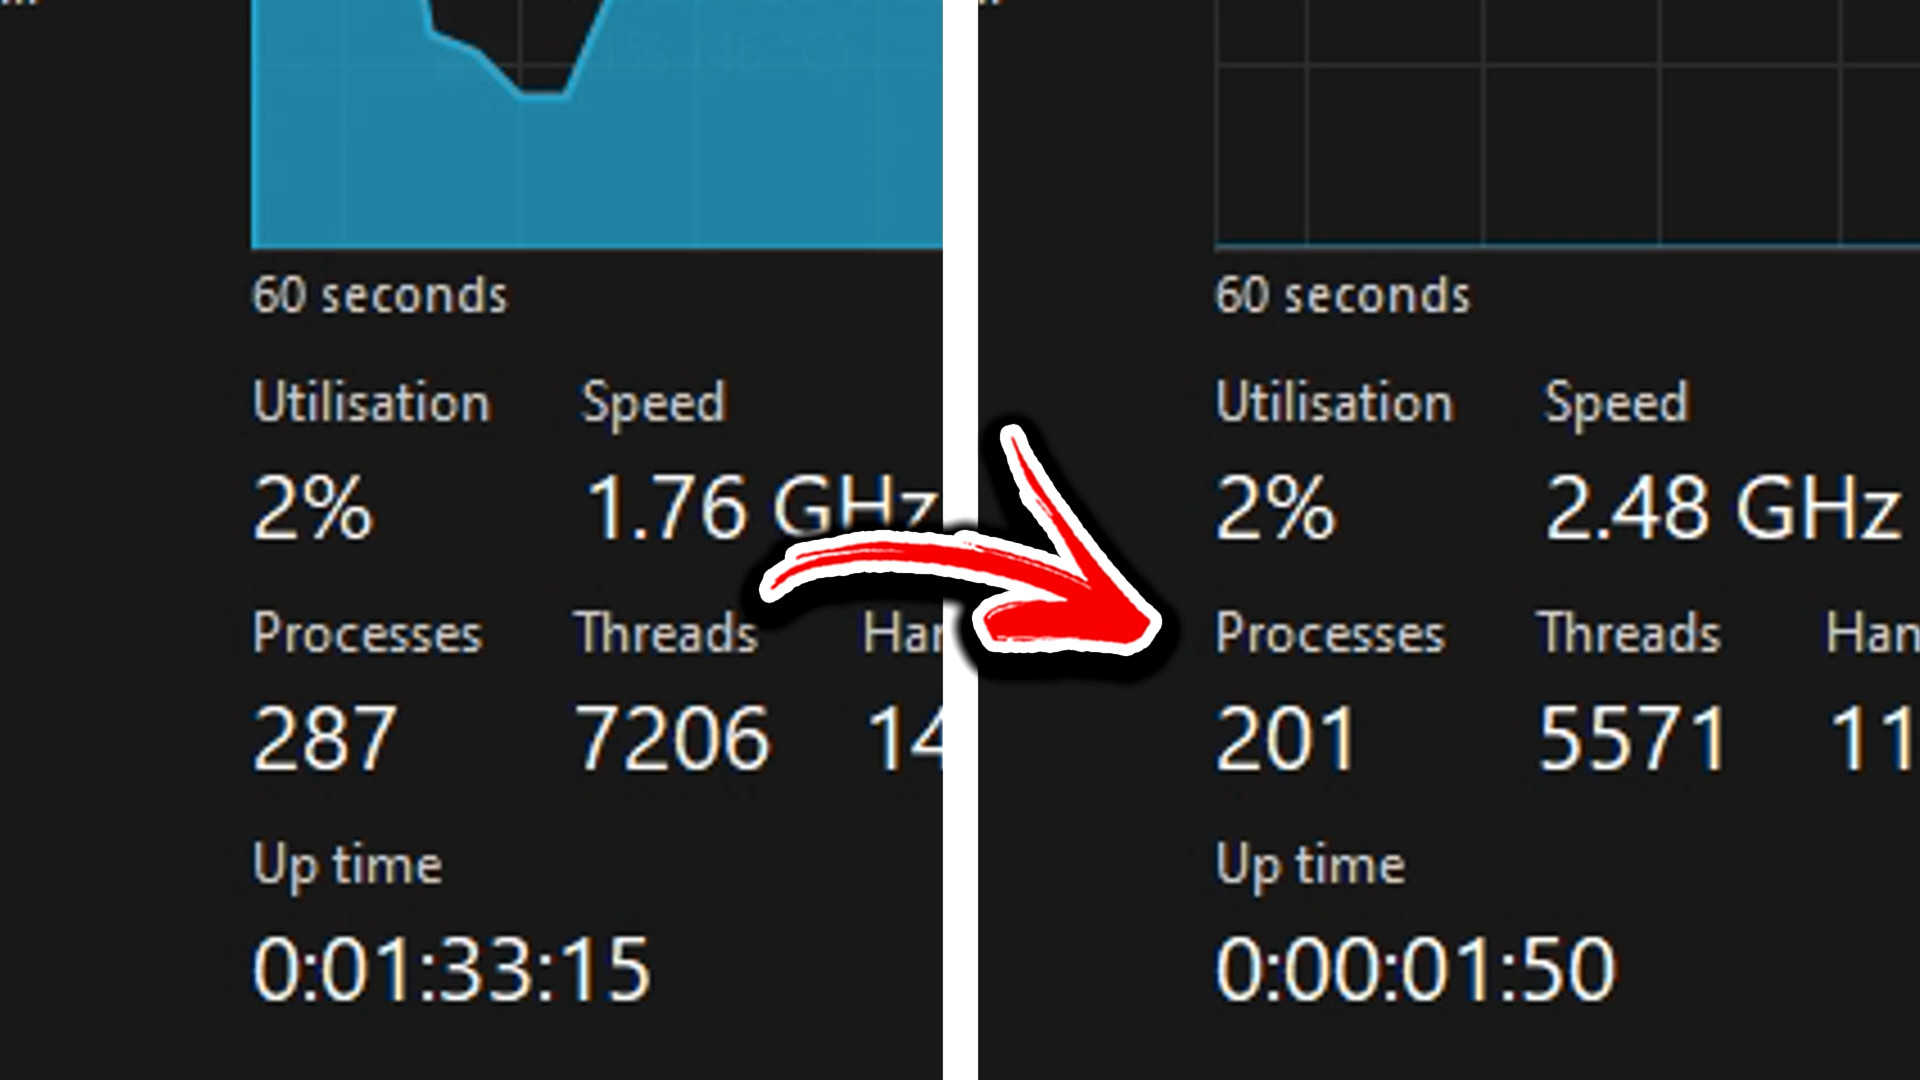 60 seconds
Utilisation Speed
2% 1.76 GHz
Processes Threads
287 7206 14
Up time
0:01:33:15
60 seconds
Utilisation Speed
2% 2.48 GHz
Processes Threads Han
201 5571 11
Up time
0:00:01:50